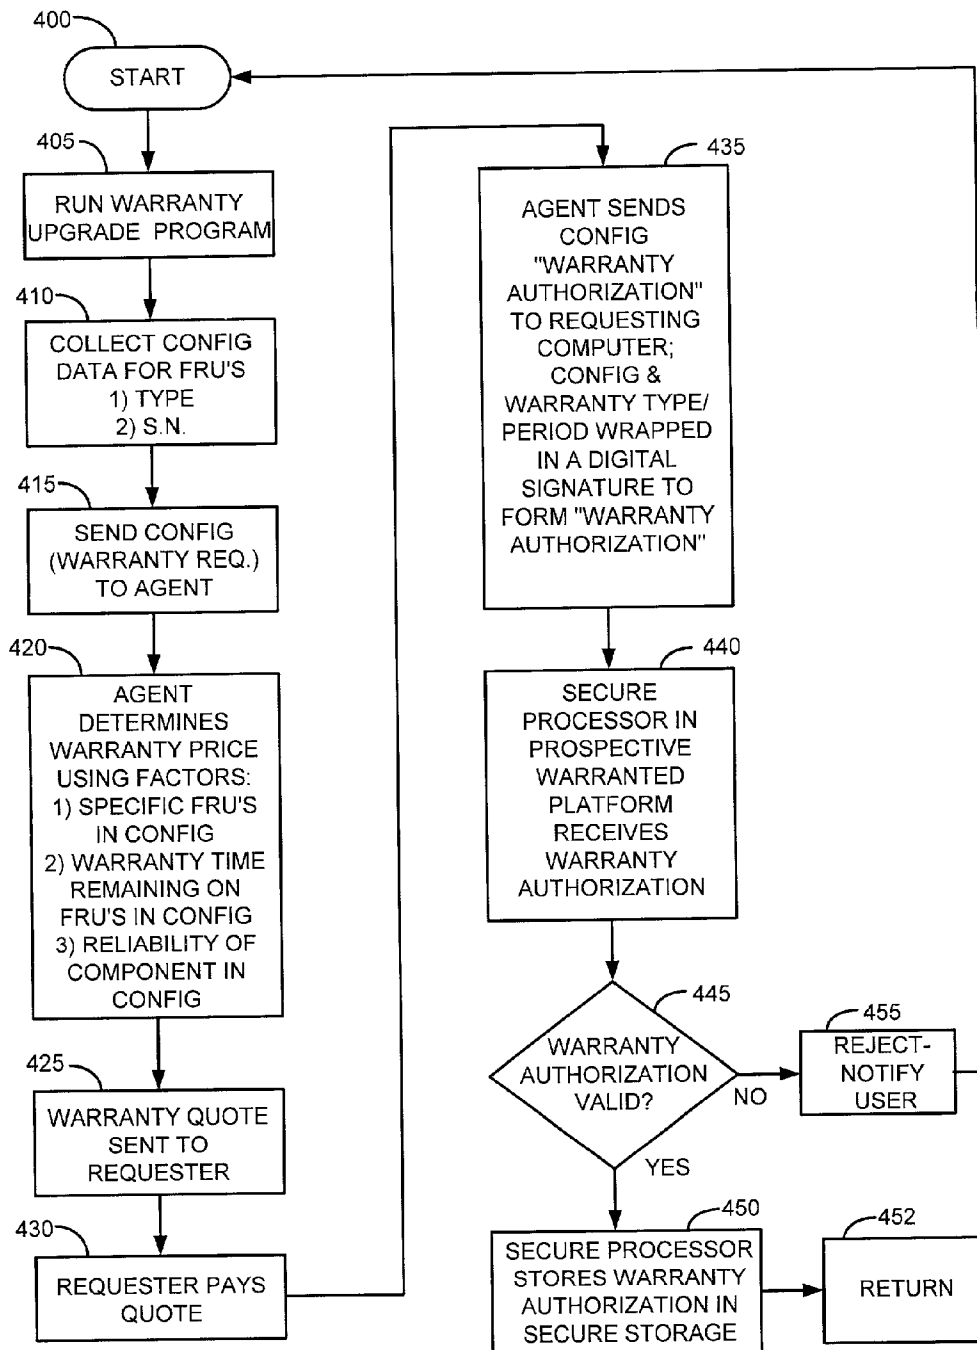 400
START
405
RUN WARRANTY
UPGRADE PROGRAM
410
COLLECT CONFIG
DATA FOR FRU'S
1) TYPE
2) S.N.
415
SEND CONFIG
(WARRANTY REQ.)
TO AGENT
420
AGENT
DETERMINES
WARRANTY PRICE
USING FACTORS:
1) SPECIFIC FRU'S
IN CONFIG
2) WARRANTY TIME
REMAINING ON
FRU'S IN CONFIG
3) RELIABILITY OF
COMPONENT IN
CONFIG
425
WARRANTY QUOTE
SENT TO
REQUESTER
430
REQUESTER PAYS
QUOTE
435
AGENT SENDS
CONFIG
"WARRANTY
AUTHORIZATION"
TO REQUESTING
COMPUTER;
CONFIG &
WARRANTY TYPE/
PERIOD WRAPPED
IN A DIGITAL
SIGNATURE TO
FORM "WARRANTY
AUTHORIZATION"
440
SECURE
PROCESSOR IN
PROSPECTIVE
WARRANTED
PLATFORM
RECEIVES
WARRANTY
AUTHORIZATION
445
WARRANTY
AUTHORIZATION
VALID?
NO
455
REJECT-
NOTIFY
USER
YES
450
SECURE PROCESSOR
STORES WARRANTY
AUTHORIZATION IN
SECURE STORAGE
452
RETURN